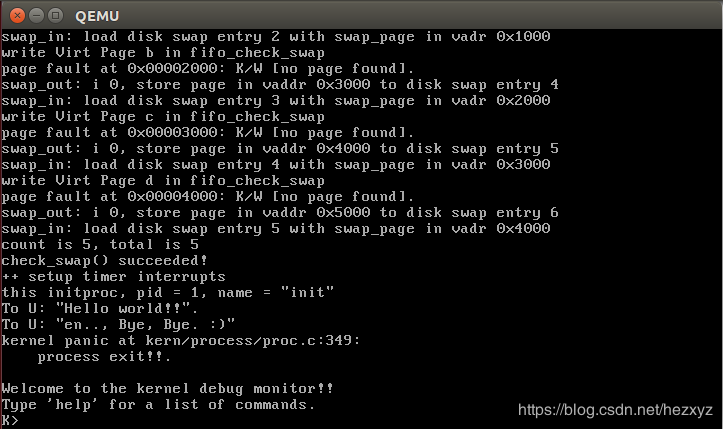 QEMU
swap_in: load disk swap entry 2 with swap_page in vadr 0x1000
write Virt Page b in fifo_check_swap
page fault at 0x00002000: K/W [no page found].
swap_out: i 0, store page in vaddr 0x3000 to disk swap entry 4
swap_in: load disk swap entry 3 with swap_page in vadr 0x2000
write Virt Page c in fifo_check_swap
page fault at 0x00003000: K/W [no page found].
swap_out: i 0, store page in vaddr 0x4000 to disk swap entry 5
swap_in: load disk swap entry 4 with swap_page in vadr 0x3000
write Virt Page d in fifo_check_swap
page fault at 0x00004000: K/W [no page found].
swap_out: i 0, store page in vaddr 0x5000 to disk swap entry 6
swap_in: load disk swap entry 5 with swap_page in vadr 0x4000
count is 5, total is 5
check_swap() succeeded!
++ setup timer interrupts
this initproc, pid = 1, name = "init"
To U: "Hello world!!".
To U: "en.., Bye, Bye. :)"
kernel panic at kern/process/proc.c:349:
    process exit!!.
Welcome to the kernel debug monitor!!
Type 'help' for a list of commands.
K>
https://blog.csdn.net/hezxyz